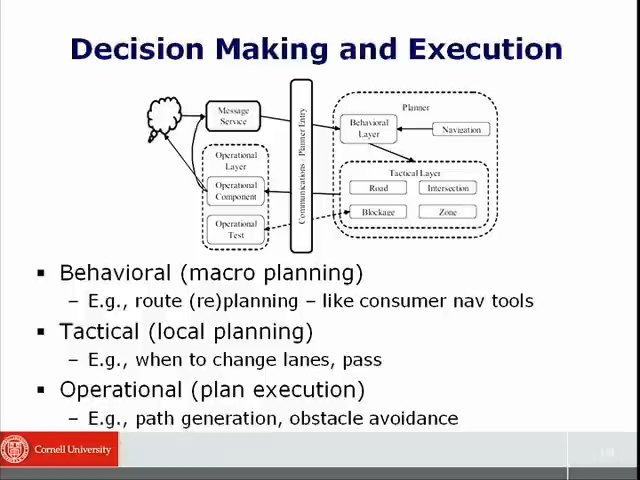 Decision Making and Execution
Message
Service
Communications / Planner Entry
Planner
Behavioral
Layer
Navigation
Operational
Layer
Operational
Component
Operational
Test
Tactical Layer
Road
Intersection
Blockage
Zone
▪ Behavioral (macro planning)
– E.g., route (re)planning – like consumer nav tools
▪ Tactical (local planning)
– E.g., when to change lanes, pass
▪ Operational (plan execution)
– E.g., path generation, obstacle avoidance
Cornell University